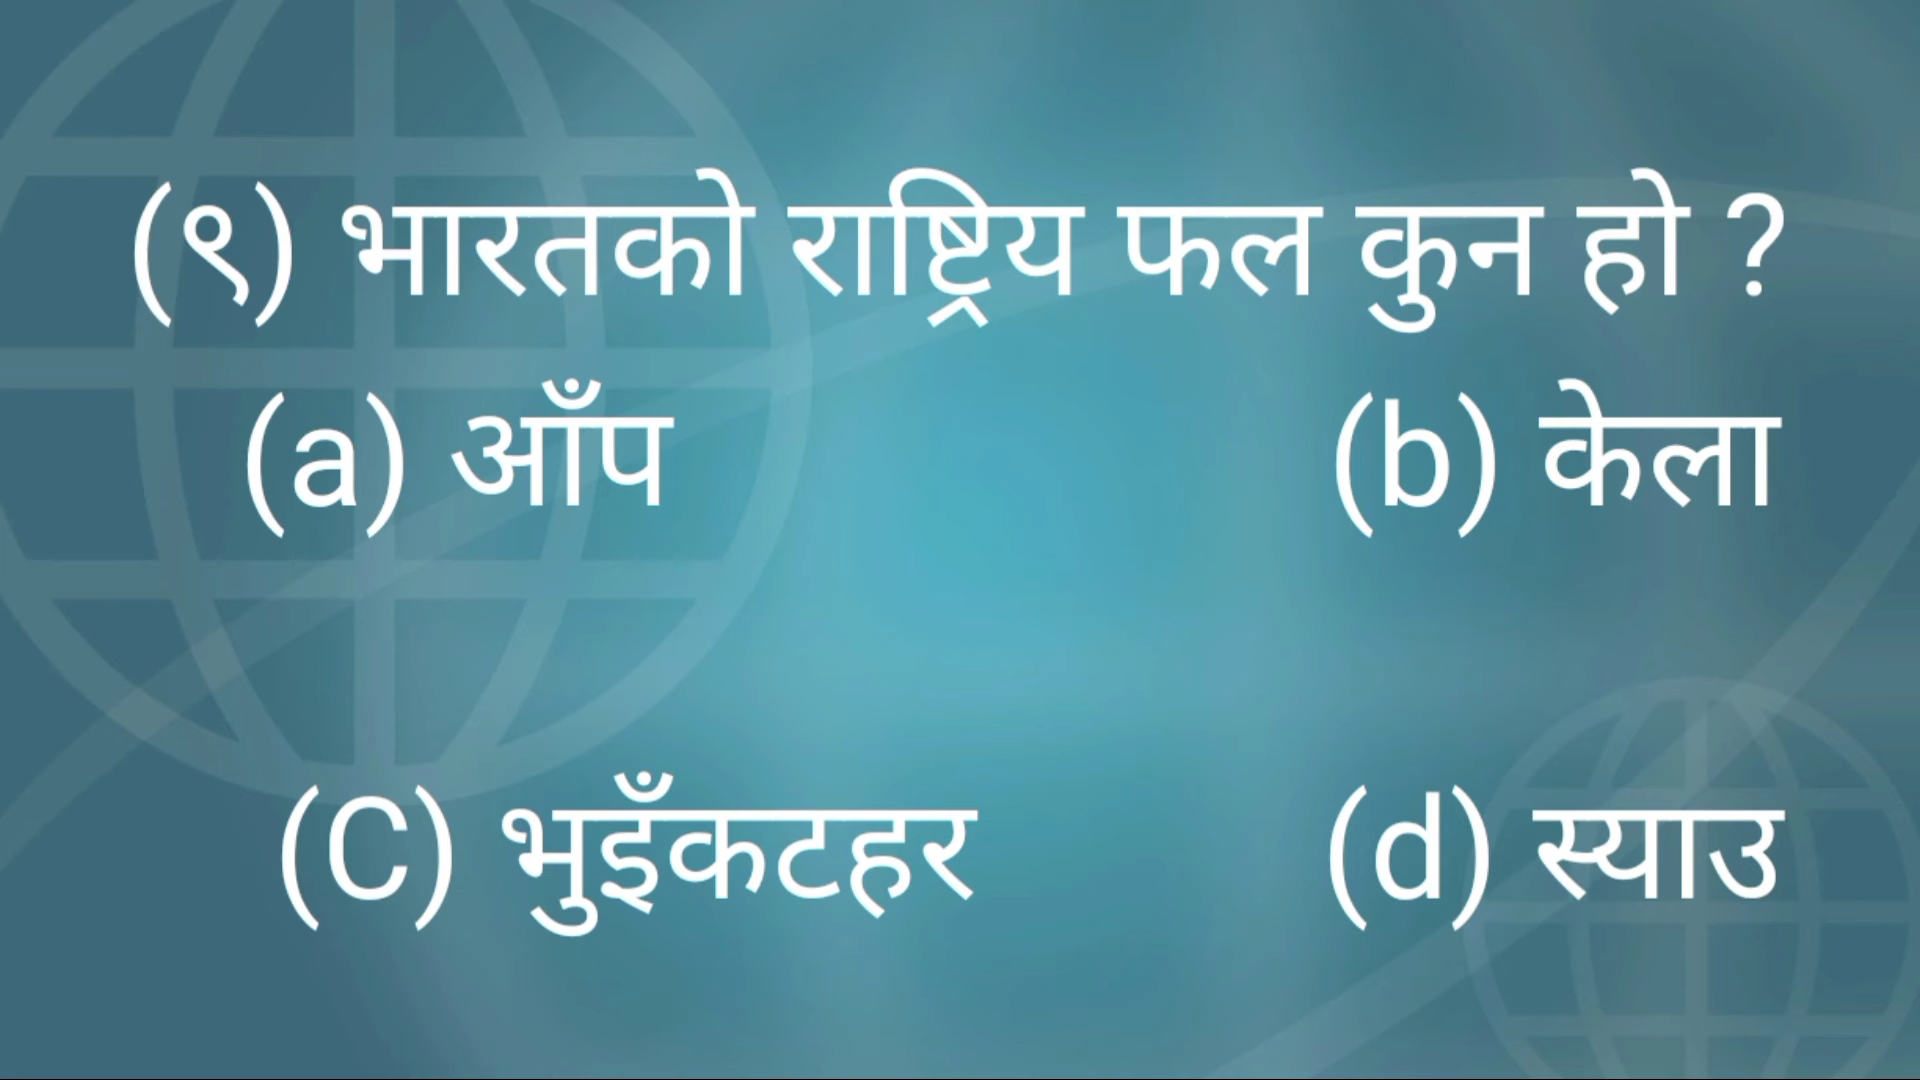 (९) भारतको राष्ट्रिय फल कुन हो ?
(a) आँप (b) केला
(C) भुइँकटहर (d) स्याउ